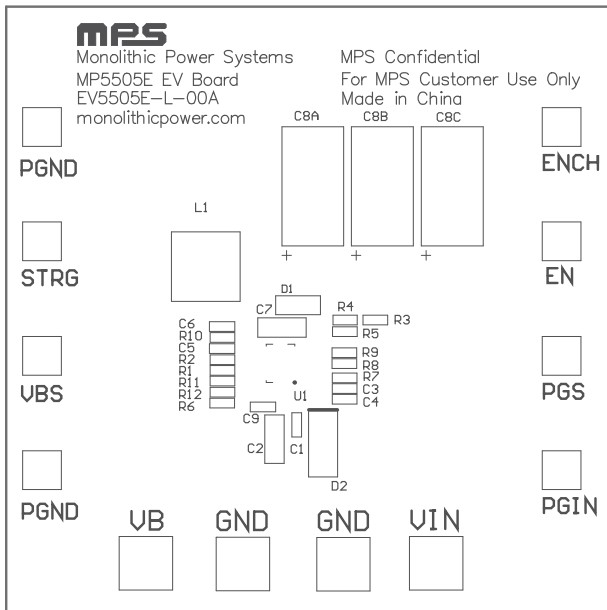 mps
Monolithic Power Systems
MP5505E EV Board
EV5505E-L-00A
monolithicpower.com
MPS Confidential
For MPS Customer Use Only
Made in China
C8A C8B C8C
PGND
ENCH
L1
STRG
EN
D1
C7
R4
R3
R5
C6
R10
C5
R2
R1
R11
R12
R6
R9
R8
R7
C3
C4
U1
VBS
PGS
C9
C2
C1
D2
PGND
PGIN
VB GND GND VIN
+ + +